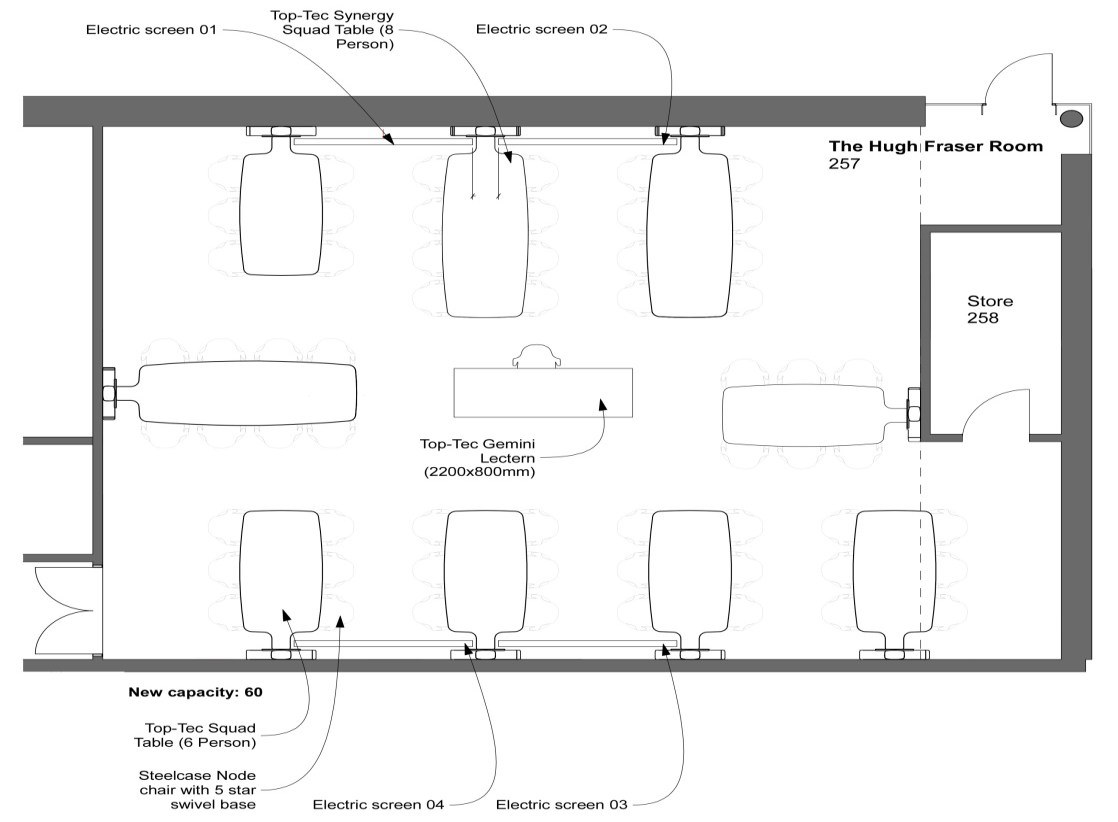 Top-Tec Synergy
Squad Table (8
Person)
Electric screen 01
Electric screen 02
The Hugh Fraser Room
257
Store
258
Top-Tec Gemini
Lectern
(2200x800mm)
New capacity: 60
Top-Tec Squad
Table (6 Person)
Steelcase Node
chair with 5 star
swivel base
Electric screen 04
Electric screen 03